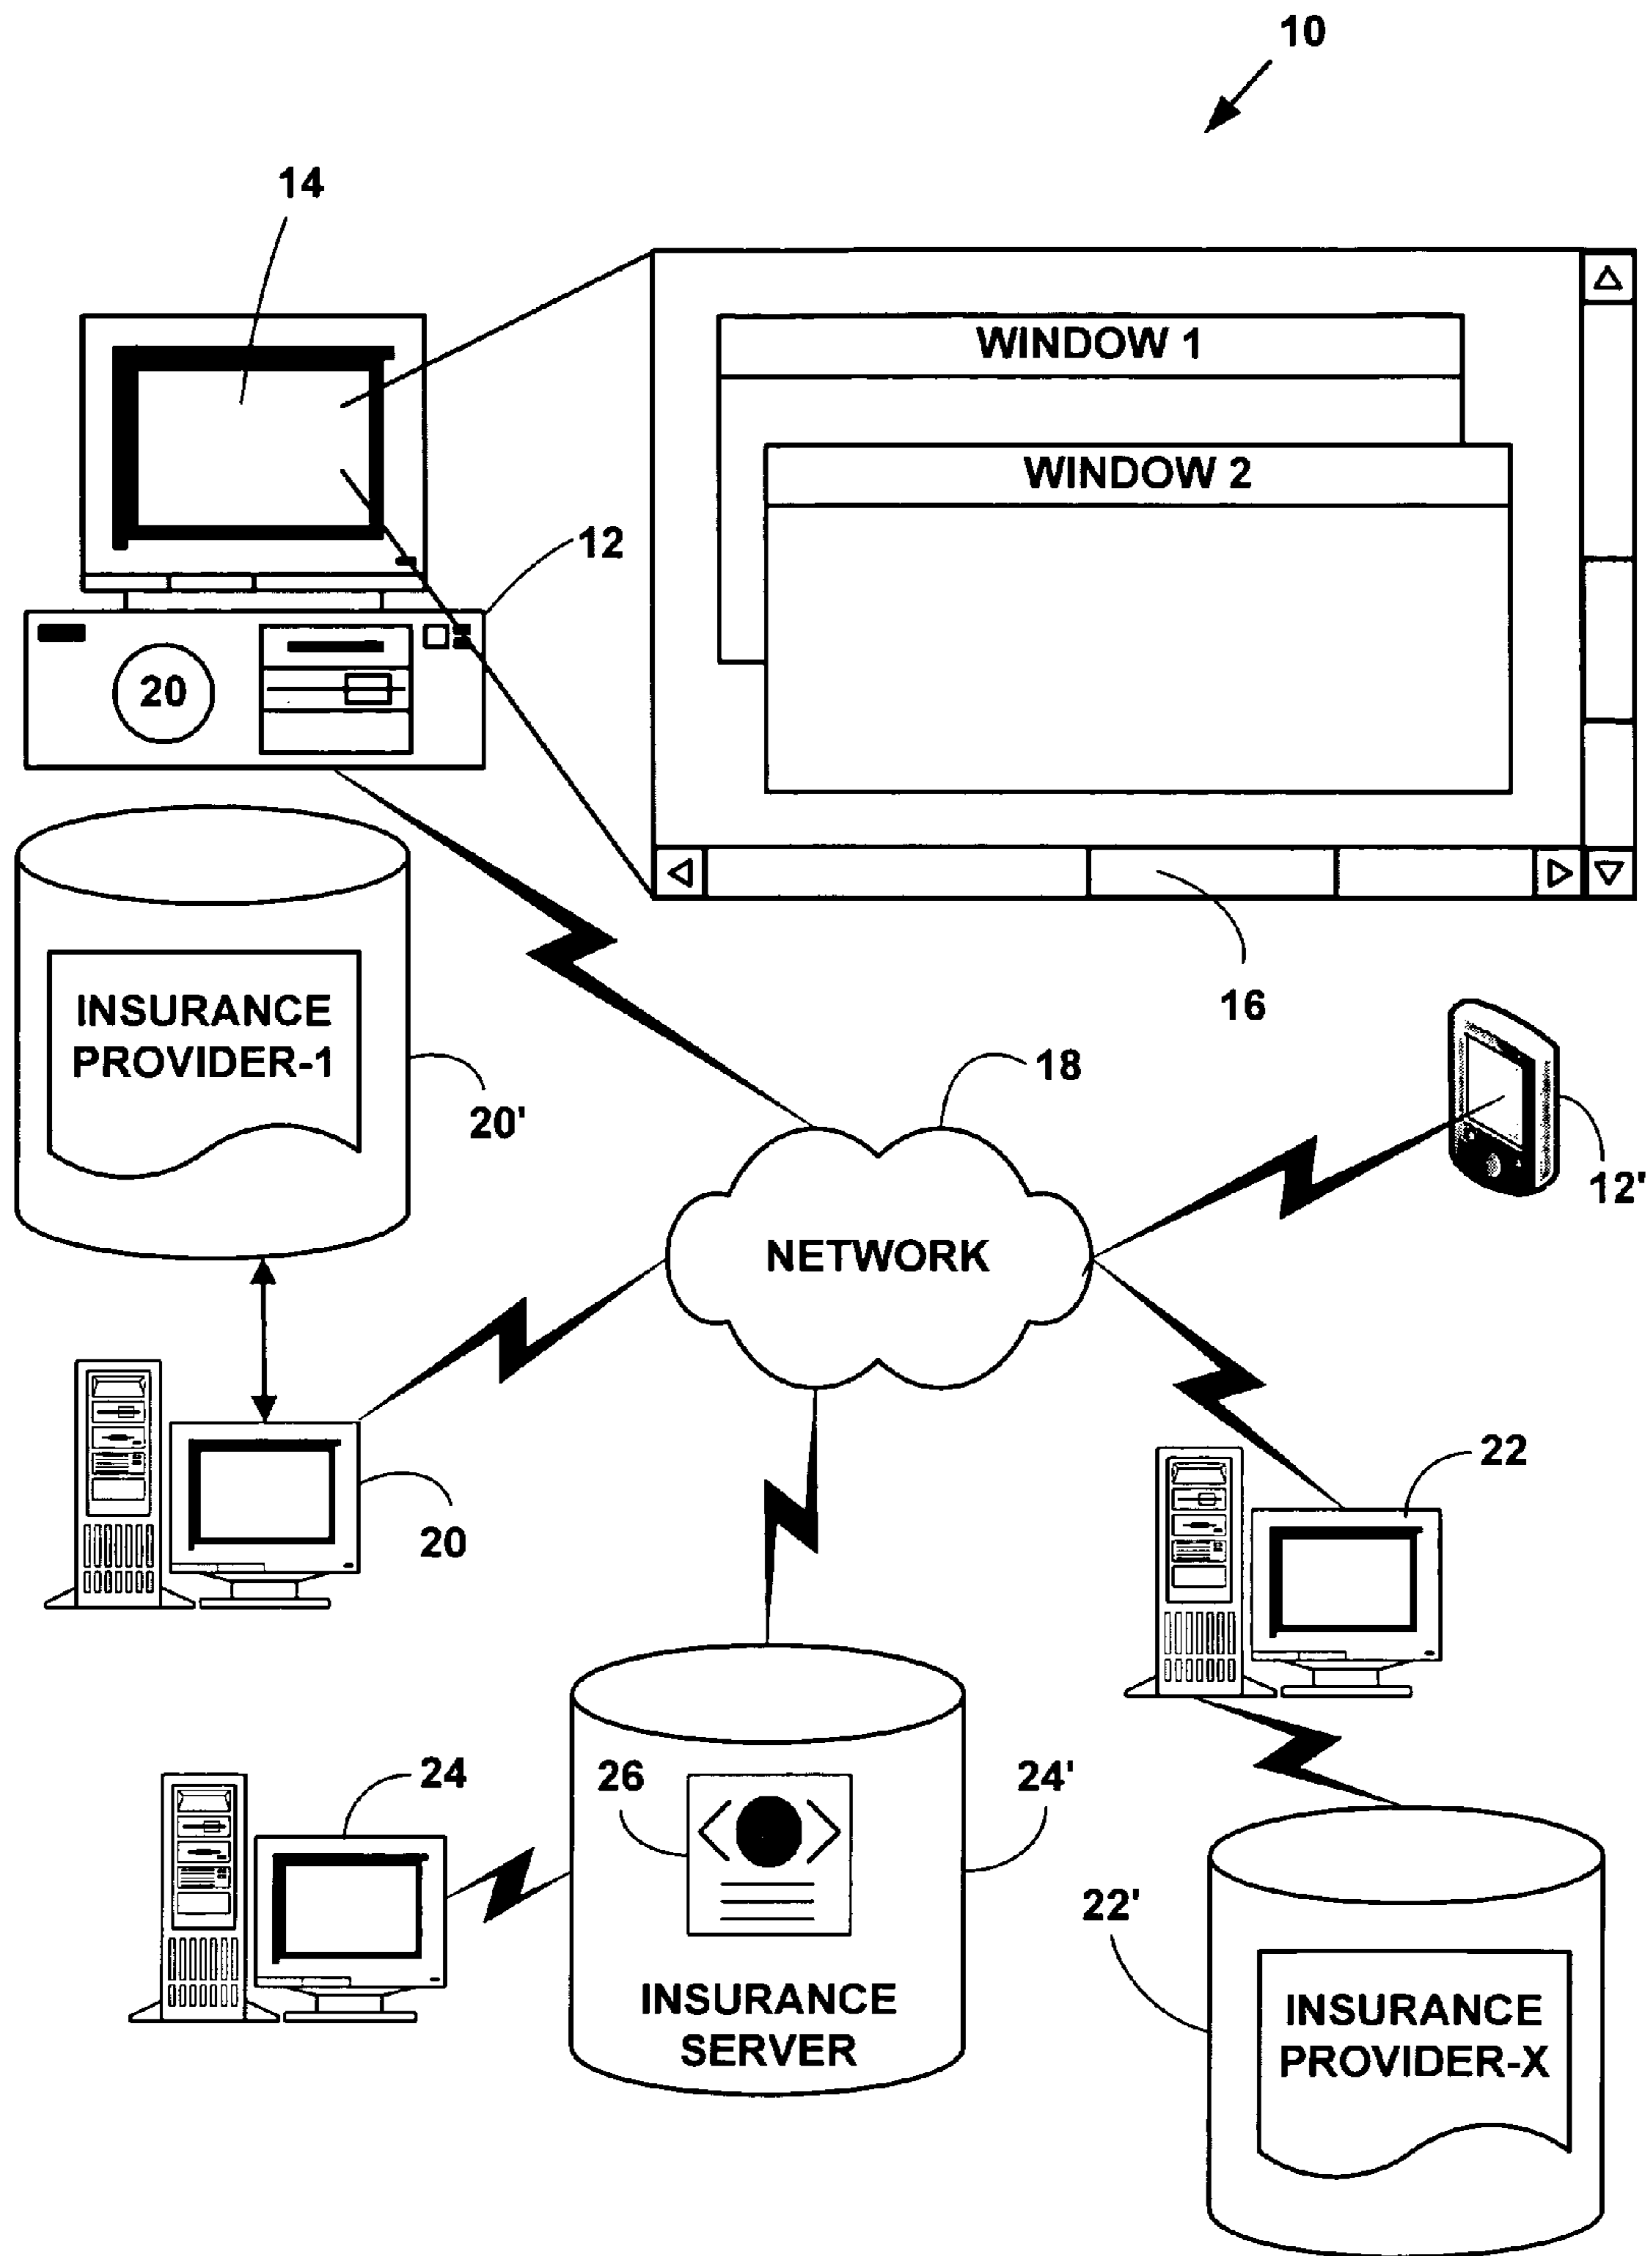 10
14
WINDOW 1
WINDOW 2
12
20
16
INSURANCE
PROVIDER-1
20'
18
12'
NETWORK
22
20
24
26
24'
22'
INSURANCE
SERVER
INSURANCE
PROVIDER-X